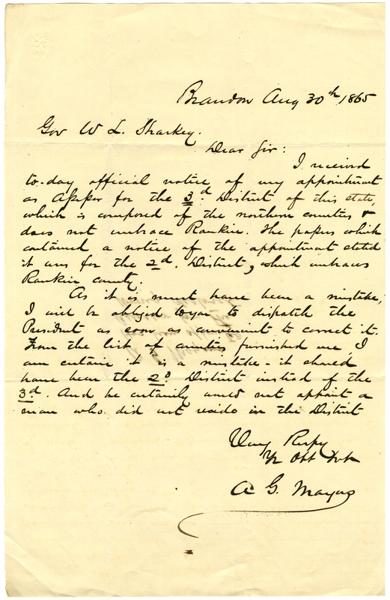 Brandon Aug 30th 1865
Gov W L. Sharkey.
Dear Sir:
I received
to-day official notice of my appointment
as Assr for the 3d. District of this state,
which is composed of the northern counties &
does not embrace Rankin. The papers which
contained a notice of the appointment stated
it was for the 2d. District, which embraces
Rankin county.
As it is must have been a mistake,
I will be obliged to you to dispatch the
President as soon as convenient to correct it.
From the list of counties furnished me I
am certain it is a mistake - it should
have been the 2d District instead of the
3d. And he certainly would not appoint a
man who did not reside in the District
Very Respy
Yr Obt Svt
A G. Mayers